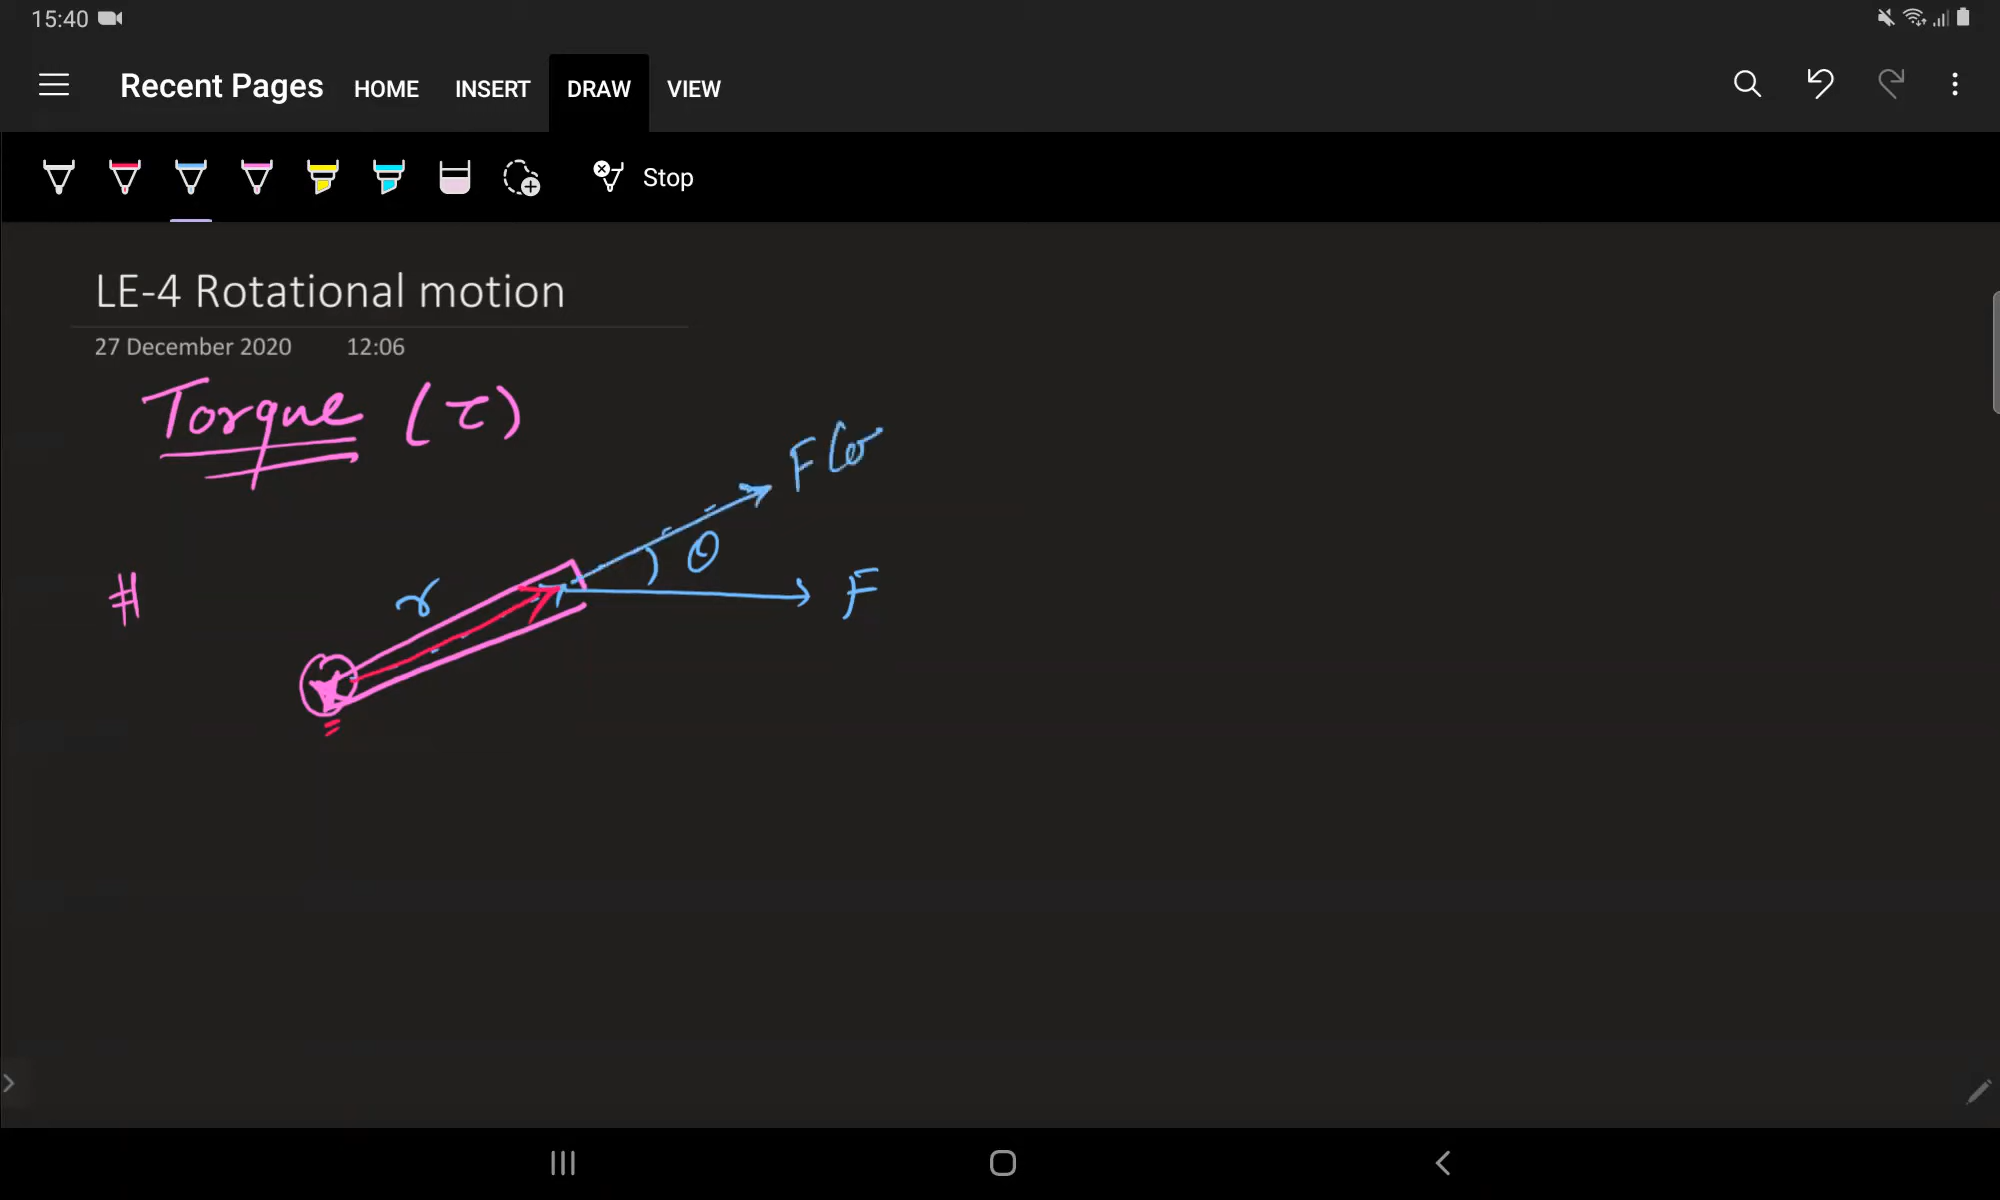 15:40
Recent Pages HOME INSERT DRAW VIEW
Stop
LE-4 Rotational motion
27 December 2020 12:06
Torque (τ)
F Cos
θ
#
r
F